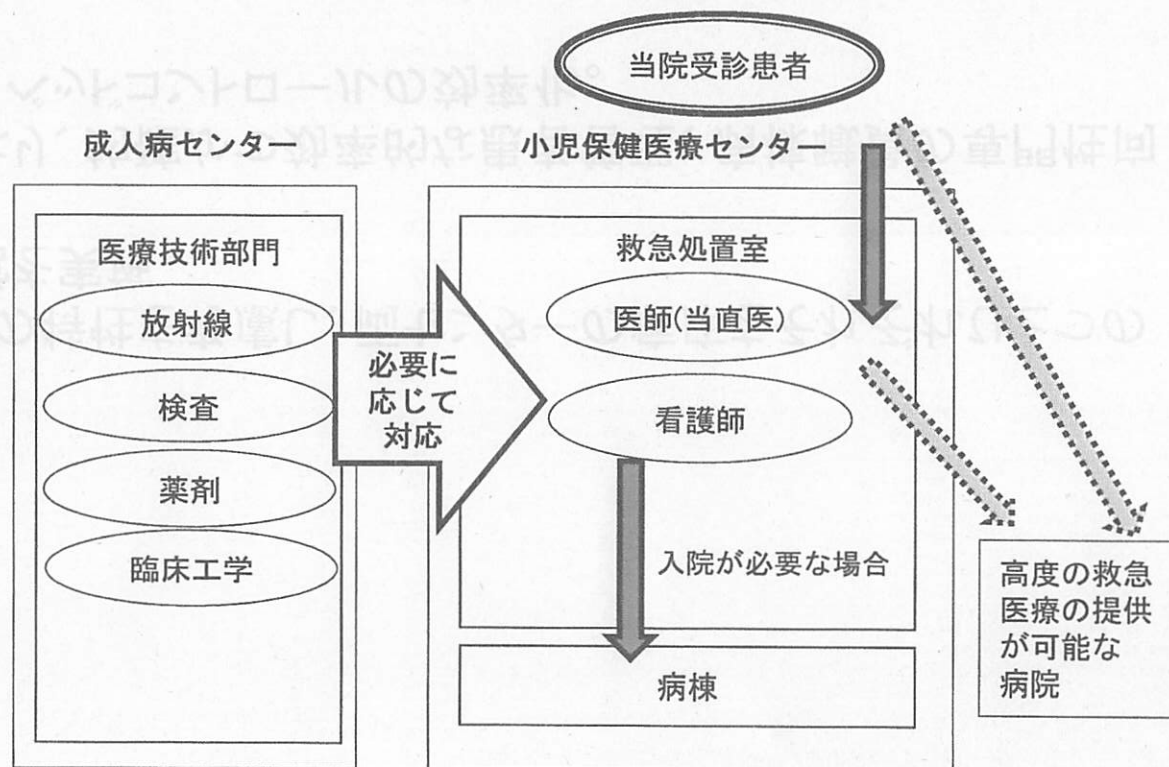 当院受診患者
成人病センター
小児保健医療センター
医療技術部門
放射線
検査
薬剤
臨床工学
必要に
応じて
対応
救急処置室
医師(当直医)
看護師
入院が必要な場合
病棟
高度の救急
医療の提供
が可能な
病院